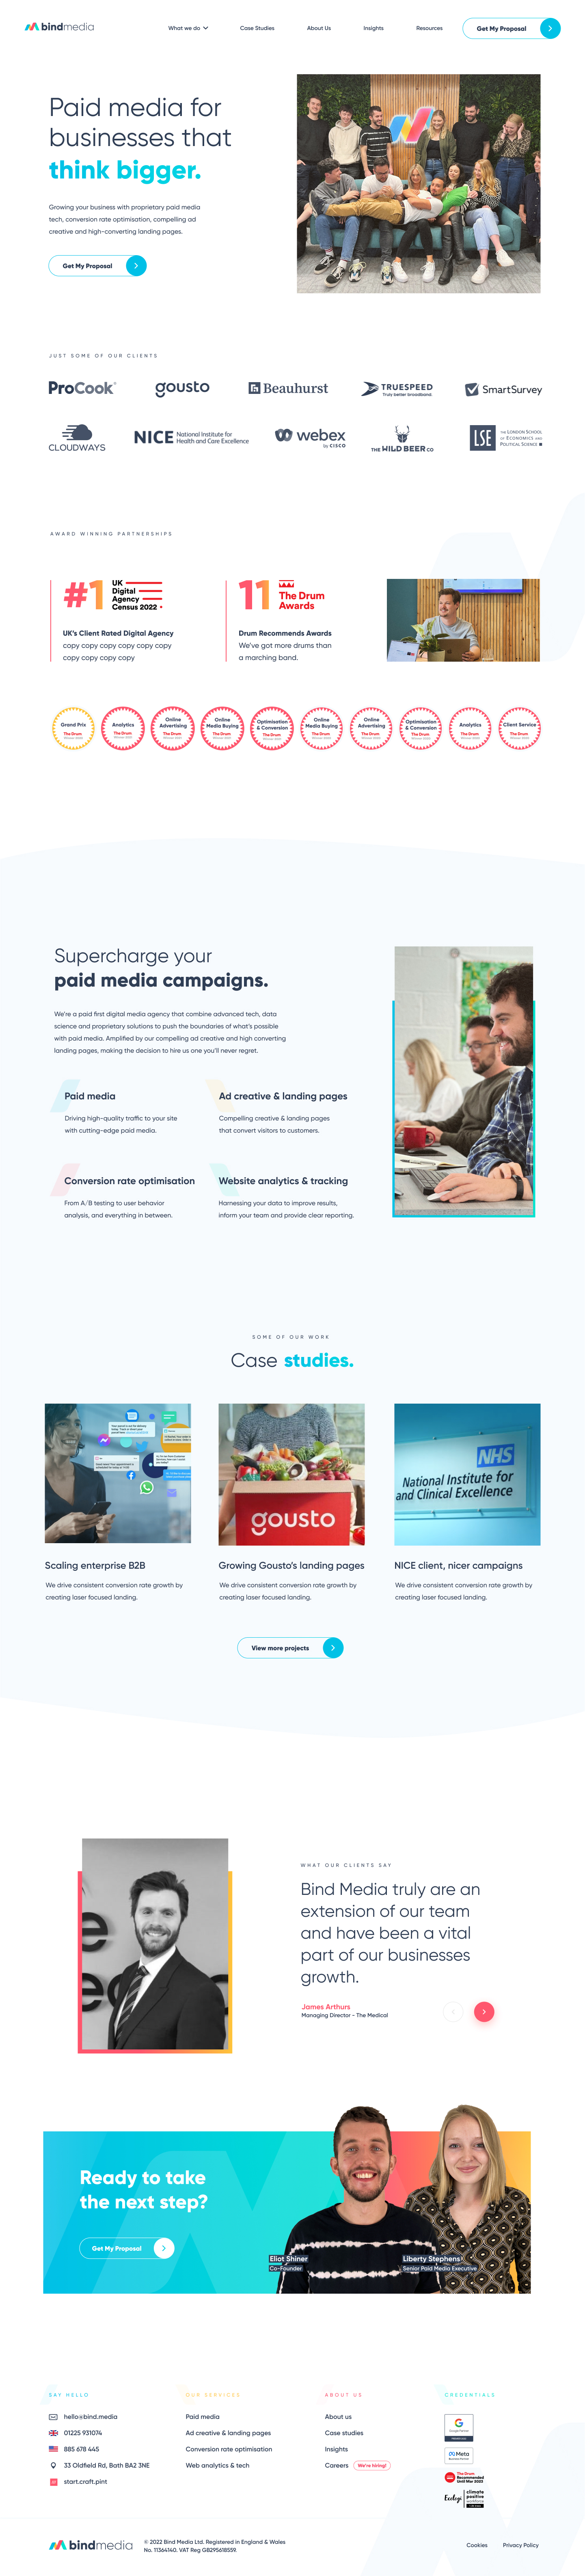 bindmedia
What we do
Case Studies
About Us
Insights
Resources
Get My Proposal
Paid media for
businesses that
think bigger.
Growing your business with proprietary paid media
tech, conversion rate optimisation, compelling ad
creative and high-converting landing pages.
Get My Proposal
JUST SOME OF OUR CLIENTS
ProCook
gousto
Beauhurst
TRUESPEED
Truly better broadband.
SmartSurvey
CLOUDWAYS
NICE National Institute for
Health and Care Excellence
webex
by CISCO
THE WILD BEER CO
LSE THE LONDON SCHOOL
OF ECONOMICS AND
POLITICAL SCIENCE
AWARD WINNING PARTNERSHIPS
#1 UK
Digital
Agency
Census 2022
UK's Client Rated Digital Agency
copy copy copy copy copy copy
copy copy copy copy
11 The Drum
Awards
Drum Recommends Awards
We've got more drums than
a marching band.
Grand Prix
The Drum
Analytics
The Drum
Online
Advertising
The Drum
Online
Media Buying
The Drum
Optimisation
& Conversion
The Drum
Online
Media Buying
The Drum
Online
Advertising
The Drum
Optimisation
& Conversion
The Drum
Analytics
The Drum
Client Service
The Drum
Supercharge your
paid media campaigns.
We're a paid first digital media agency that combine advanced tech, data
science and proprietary solutions to push the boundaries of what's possible
with paid media. Amplified by our compelling ad creative and high converting
landing pages, making the decision to hire us one you'll never regret.
Paid media
Driving high-quality traffic to your site
with cutting-edge paid media.
Ad creative & landing pages
Compelling creative & landing pages
that convert visitors to customers.
Conversion rate optimisation
From A/B testing to user behavior
analysis, and everything in between.
Website analytics & tracking
Harnessing your data to improve results,
inform your team and provide clear reporting.
SOME OF OUR WORK
Case studies.
gousto
NHS
National Institute for
and Clinical Excellence
Scaling enterprise B2B
We drive consistent conversion rate growth by
creating laser focused landing.
Growing Gousto's landing pages
We drive consistent conversion rate growth by
creating laser focused landing.
NICE client, nicer campaigns
We drive consistent conversion rate growth by
creating laser focused landing.
View more projects
WHAT OUR CLIENTS SAY
Bind Media truly are an
extension of our team
and have been a vital
part of our businesses
growth.
James Arthurs
Managing Director - The Medical
Ready to take
the next step?
Get My Proposal
Eliot Shiner
Co-Founder
Liberty Stephens
Senior Paid Media Executive
SAY HELLO
hello@bind.media
01225 931074
885 678 445
33 Oldfield Rd, Bath BA2 3NE
start.craft.pint
OUR SERVICES
Paid media
Ad creative & landing pages
Conversion rate optimisation
Web analytics & tech
ABOUT US
About us
Case studies
Insights
Careers
We're hiring!
CREDENTIALS
Google Partner
Meta
Business Partner
The Drum
Recommended
Until Mar 2023
Ecologi
climate
positive
workforce
bindmedia
© 2022 Bind Media Ltd. Registered in England & Wales
No. 11364140. VAT Reg GB295618559.
Cookies
Privacy Policy